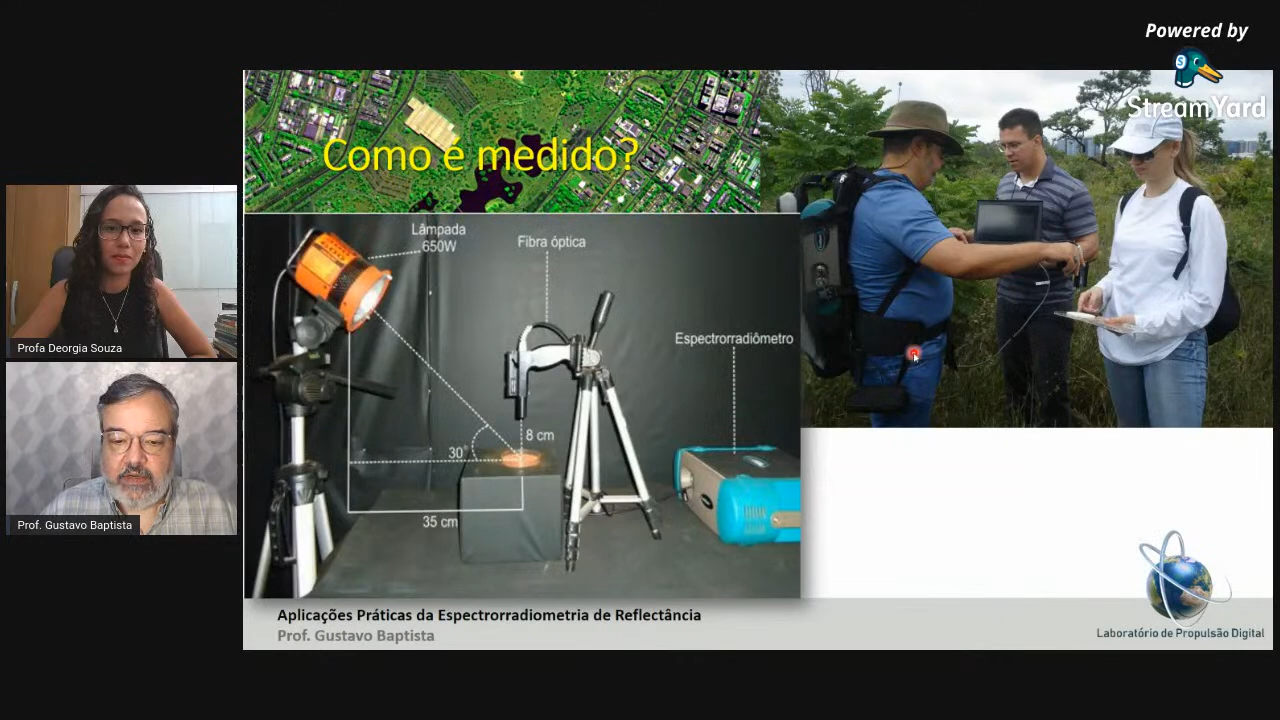 Powered by
StreamYard
Como é medido?
Lâmpada
650W
Fibra óptica
Espectrorradiômetro
8 cm
30°
35 cm
Profa Deorgia Souza
Prof. Gustavo Baptista
Aplicações Práticas da Espectrorradiometria de Reflectância
Prof. Gustavo Baptista
Laboratório de Propulsão Digital